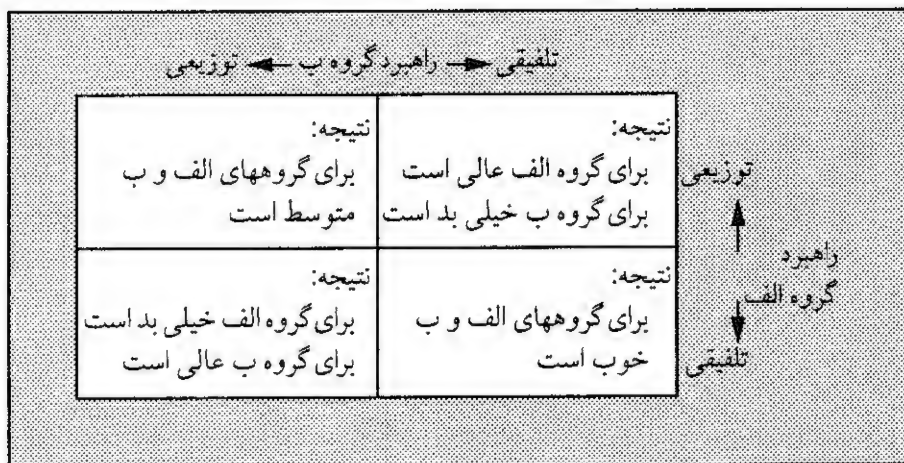 تلفیقی راهبرد گروه ب توزیعی
توزیعی
راهبرد
گروه الف
تلفیقی
نتیجه:
برای گروه الف عالی است
برای گروه ب خیلی بد است
نتیجه:
برای گروههای الف و ب
متوسط است
نتیجه:
برای گروههای الف و ب
خوب است
نتیجه:
برای گروه الف خیلی بد است
برای گروه ب عالی است